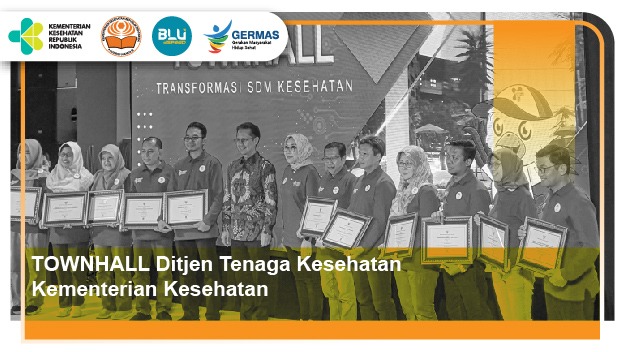 KEMENTERIAN
KESEHATAN
REPUBLIK
INDONESIA
BLU
GERMAS
Gerakan Masyarakat
Hidup Sehat
TOWNHALL
TRANSFORMASI SDM KESEHATAN
TOWNHALL Ditjen Tenaga Kesehatan
Kementerian Kesehatan